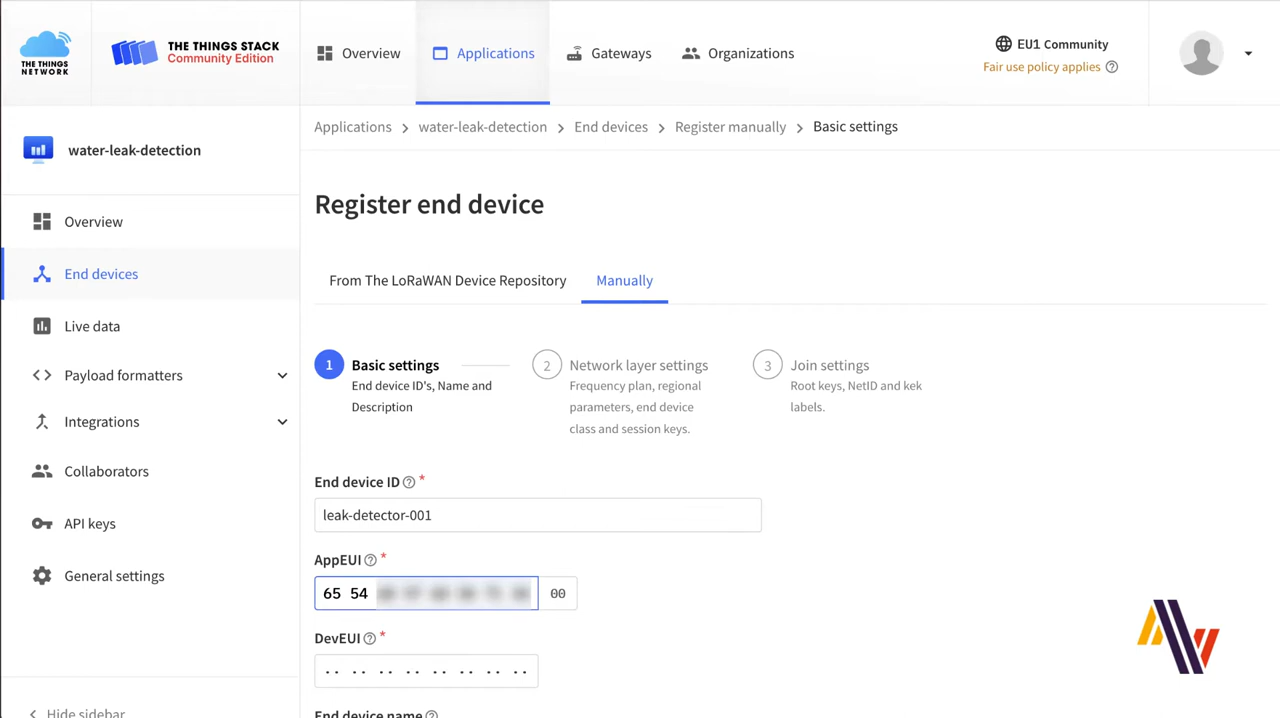 THE THINGS
NETWORK
THE THINGS STACK
Community Edition
Overview
Applications
Gateways
Organizations
EU1 Community
Fair use policy applies
water-leak-detection
Overview
End devices
Live data
Payload formatters
Integrations
Collaborators
API keys
General settings
Hide sidebar
Applications > water-leak-detection > End devices > Register manually > Basic settings
Register end device
From The LoRaWAN Device Repository
Manually
1 Basic settings
End device ID's, Name and
Description
2 Network layer settings
Frequency plan, regional
parameters, end device
class and session keys.
3 Join settings
Root keys, NetID and kek
labels.
End device ID *
leak-detector-001
AppEUI *
65 54
00
DevEUI *
·· ·· ·· ·· ·· ·· ·· ··
End device name